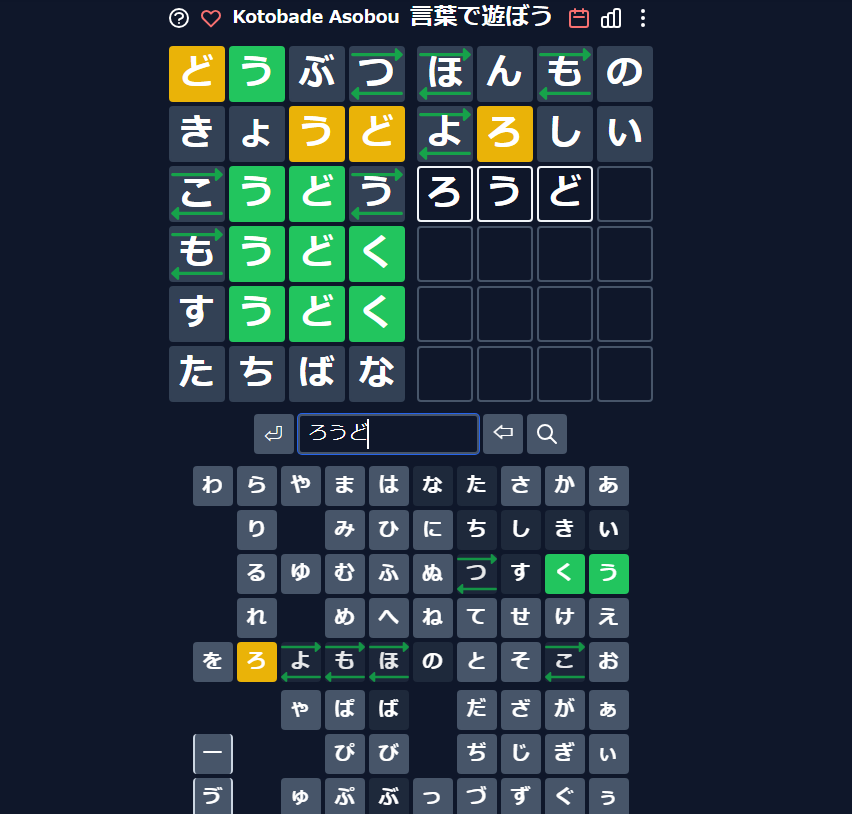 Kotobade Asobou 言葉で遊ぼう
どうぶつ ほんもの
きょうど よろしい
こうどう ろうど
もうどく
すうどく
たちばな
ろうど
わ ら や ま は な た さ か あ
り み ひ に ち し き い
る ゆ む ふ ぬ つ す く う
れ め へ ね て せ け え
を ろ よ も ほ の と そ こ お
ゃ ぱ ば だ ざ が ぁ
ー ぴ び ぢ じ ぎ ぃ
ゔ ゅ ぷ ぶ っ づ ず ぐ ぅ